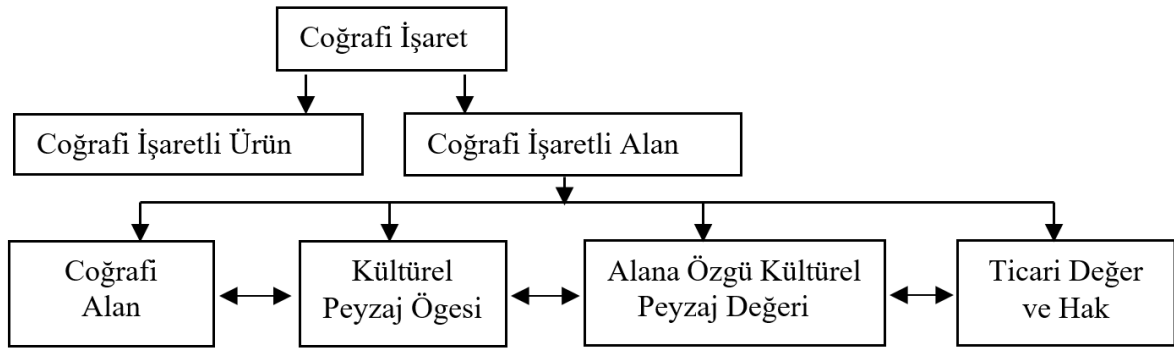 Coğrafi İşaret
Coğrafi İşaretli Ürün
Coğrafi İşaretli Alan
Coğrafi
Alan
Kültürel
Peyzaj Ögesi
Alana Özgü Kültürel
Peyzaj Değeri
Ticari Değer
ve Hak